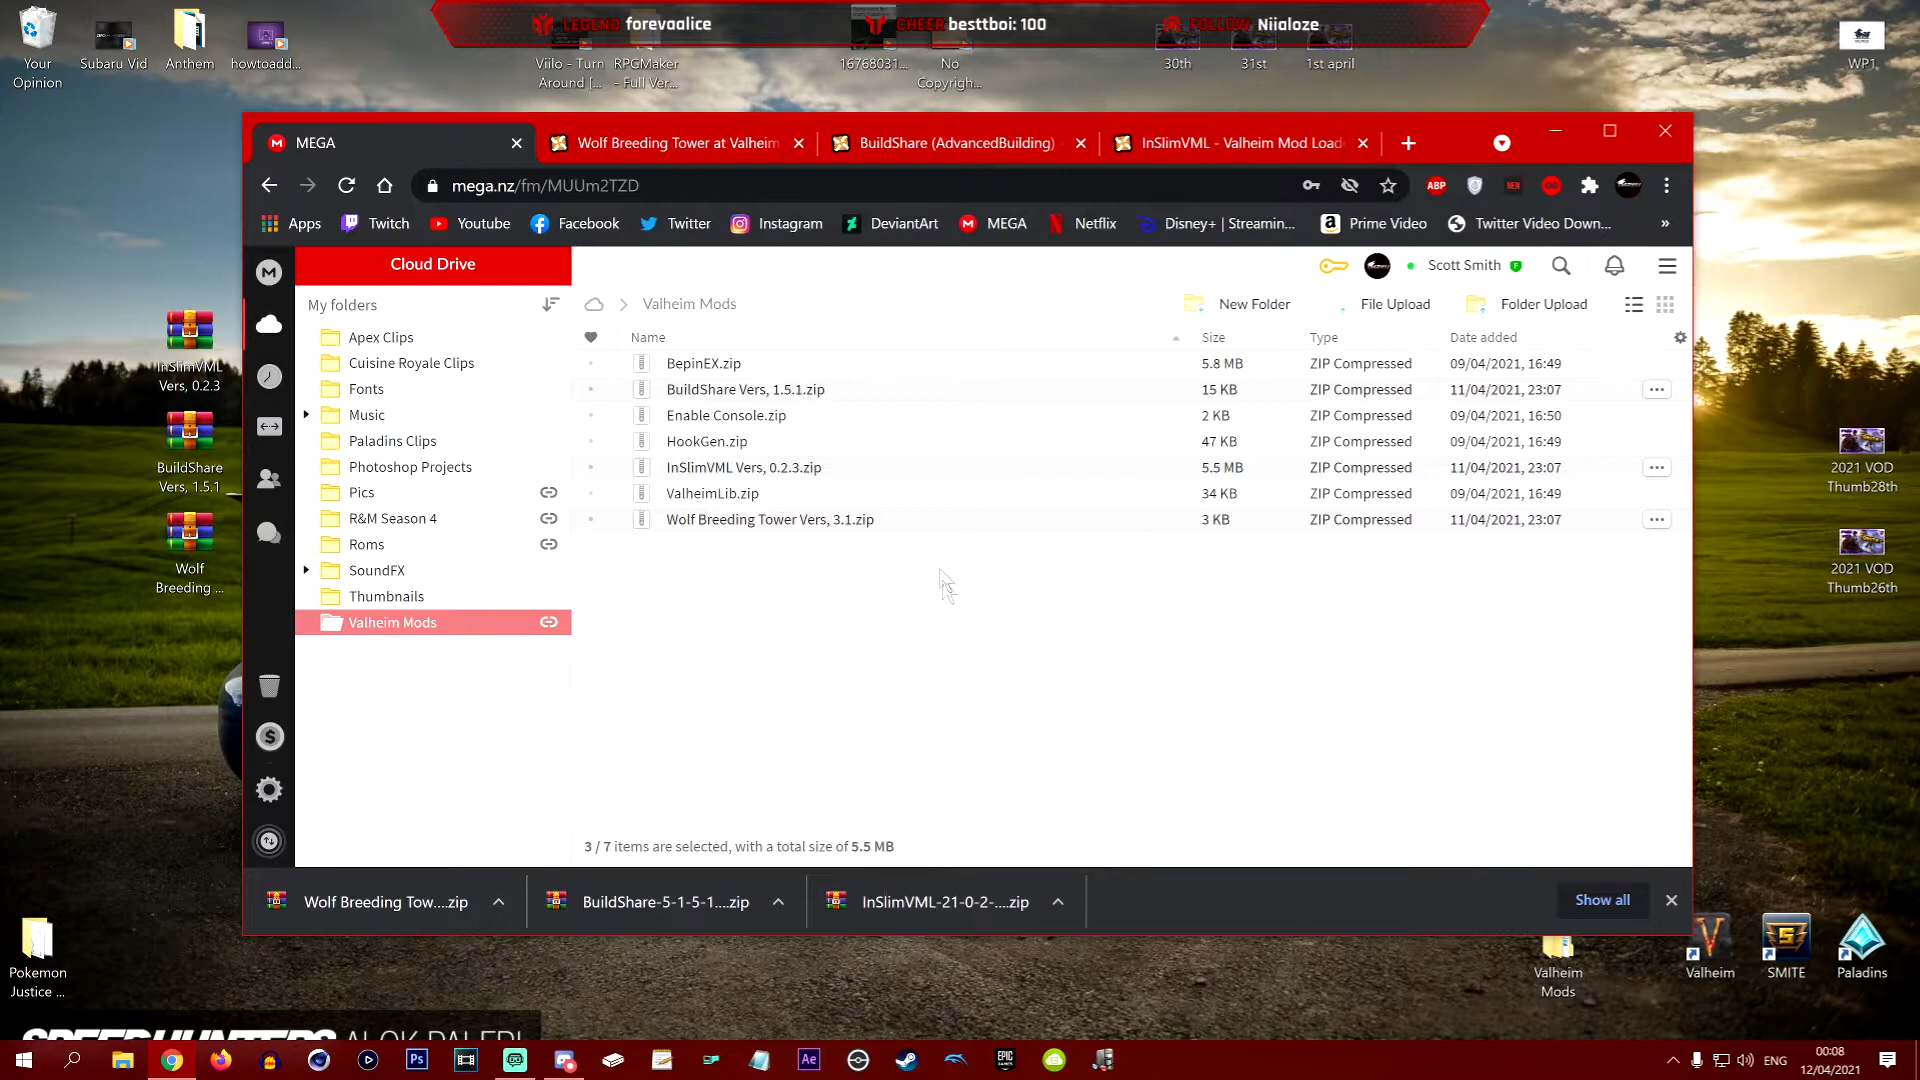 LEGEND forevaalice
CHEER besttboi: 100
FOLLOW Niialoze
Your
Opinion
Subaru Vid
Anthem
howtoadd...
Viilo - Turn
Around [...
RPGMaker
- Full Ver...
16768031...
No
Copyrigh...
30th
31st
1st april
WP1
MEGA
Wolf Breeding Tower at Valheim
BuildShare (AdvancedBuilding)
InSlimVML - Valheim Mod Load
mega.nz/fm/MUUm2TZD
ABP
NEW
Apps
Twitch
Youtube
Facebook
Twitter
Instagram
DeviantArt
MEGA
Netflix
Disney+ | Streamin...
Prime Video
Twitter Video Down...
»
Cloud Drive
Scott Smith
My folders
Valheim Mods
New Folder
File Upload
Folder Upload
Apex Clips
Cuisine Royale Clips
Fonts
Music
Paladins Clips
Photoshop Projects
Pics
R&M Season 4
Roms
SoundFX
Thumbnails
Valheim Mods
Name Size Type Date added
BepinEX.zip 5.8 MB ZIP Compressed 09/04/2021, 16:49
BuildShare Vers, 1.5.1.zip 15 KB ZIP Compressed 11/04/2021, 23:07
Enable Console.zip 2 KB ZIP Compressed 09/04/2021, 16:50
HookGen.zip 47 KB ZIP Compressed 09/04/2021, 16:49
InSlimVML Vers, 0.2.3.zip 5.5 MB ZIP Compressed 11/04/2021, 23:07
ValheimLib.zip 34 KB ZIP Compressed 09/04/2021, 16:49
Wolf Breeding Tower Vers, 3.1.zip 3 KB ZIP Compressed 11/04/2021, 23:07
3 / 7 items are selected, with a total size of 5.5 MB
InSlimVML
Vers, 0.2.3
BuildShare
Vers, 1.5.1
Wolf
Breeding ...
2021 VOD
Thumb28th
2021 VOD
Thumb26th
Wolf Breeding Tow....zip
BuildShare-5-1-5-1....zip
InSlimVML-21-0-2-....zip
Show all
Pokemon
Justice ...
Valheim
Mods
Valheim
SMITE
Paladins
SPEEDHUNTERS
Ps
Ae
EPIC
GAMES
ENG
00:08
12/04/2021